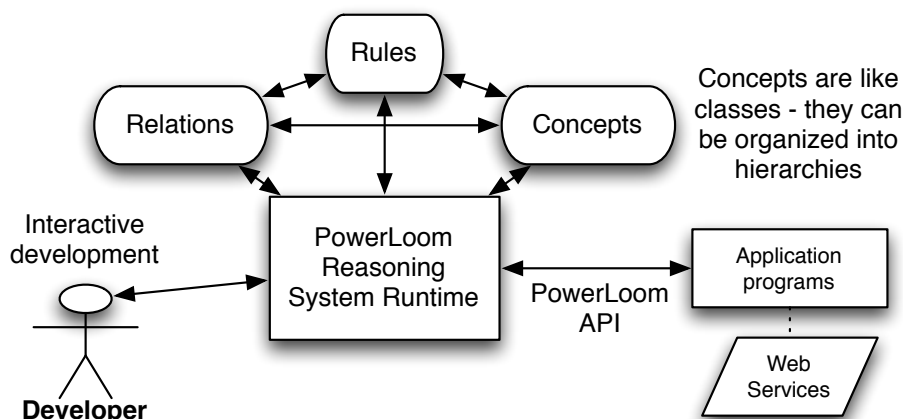 Rules
Relations
Concepts
Concepts are like
classes - they can
be organized into
hierarchies
Interactive
development
PowerLoom
Reasoning
System Runtime
PowerLoom
API
Application
programs
Web
Services
Developer